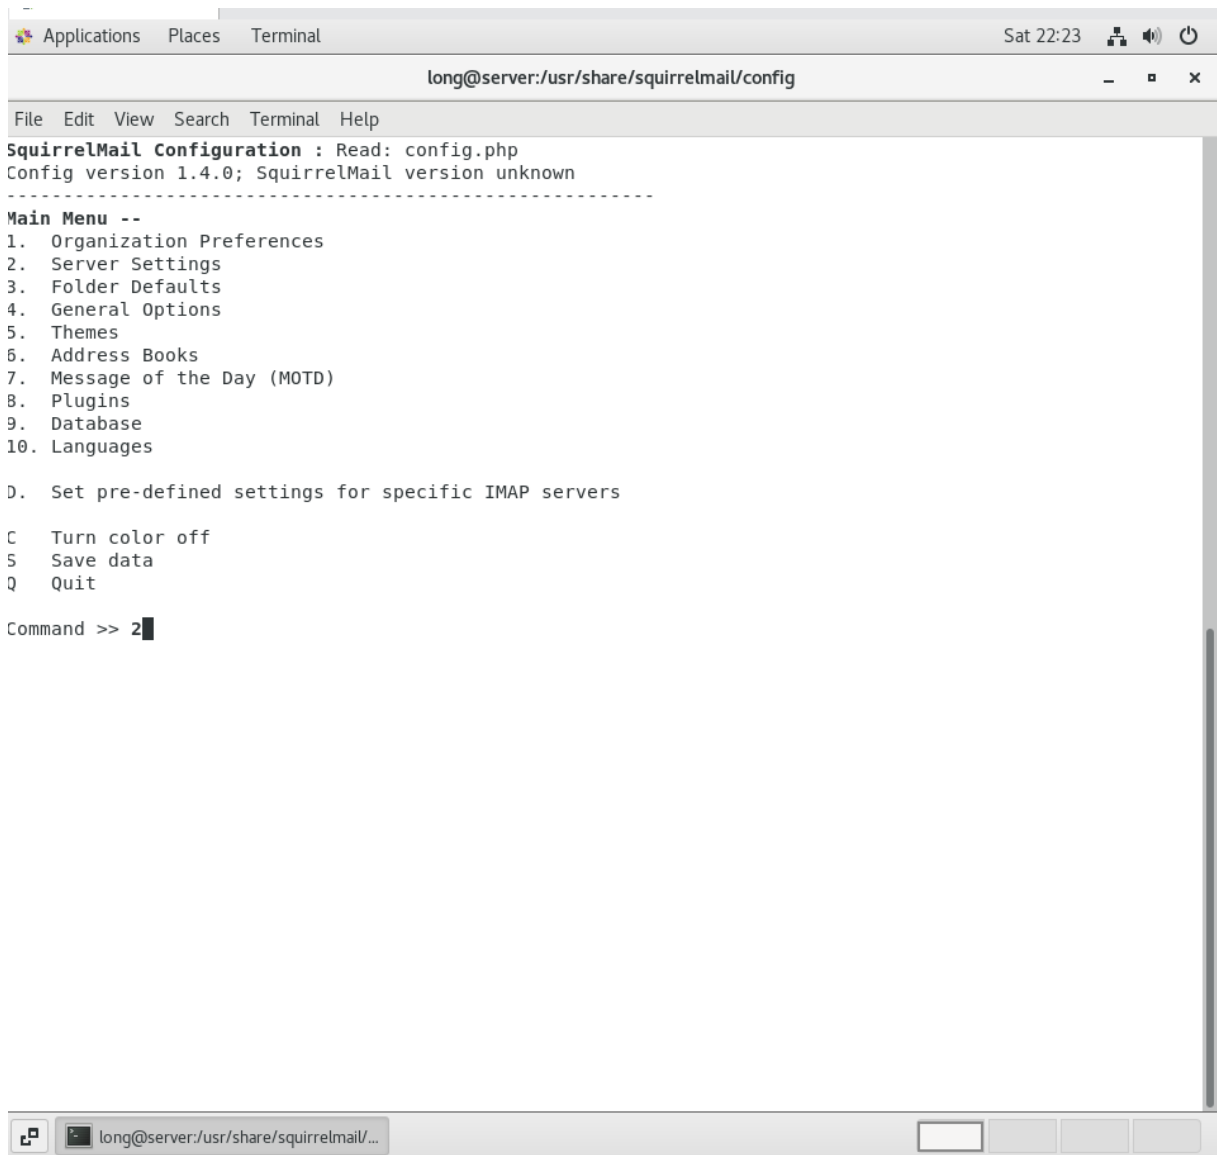 Applications Places Terminal Sat 22:23
long@server:/usr/share/squirrelmail/config
File Edit View Search Terminal Help
SquirrelMail Configuration : Read: config.php
Config version 1.4.0; SquirrelMail version unknown
---------------------------------------------------------
Main Menu --
1. Organization Preferences
2. Server Settings
3. Folder Defaults
4. General Options
5. Themes
6. Address Books
7. Message of the Day (MOTD)
8. Plugins
9. Database
10. Languages
D. Set pre-defined settings for specific IMAP servers
C Turn color off
S Save data
Q Quit
Command >> 2
long@server:/usr/share/squirrelmail/...